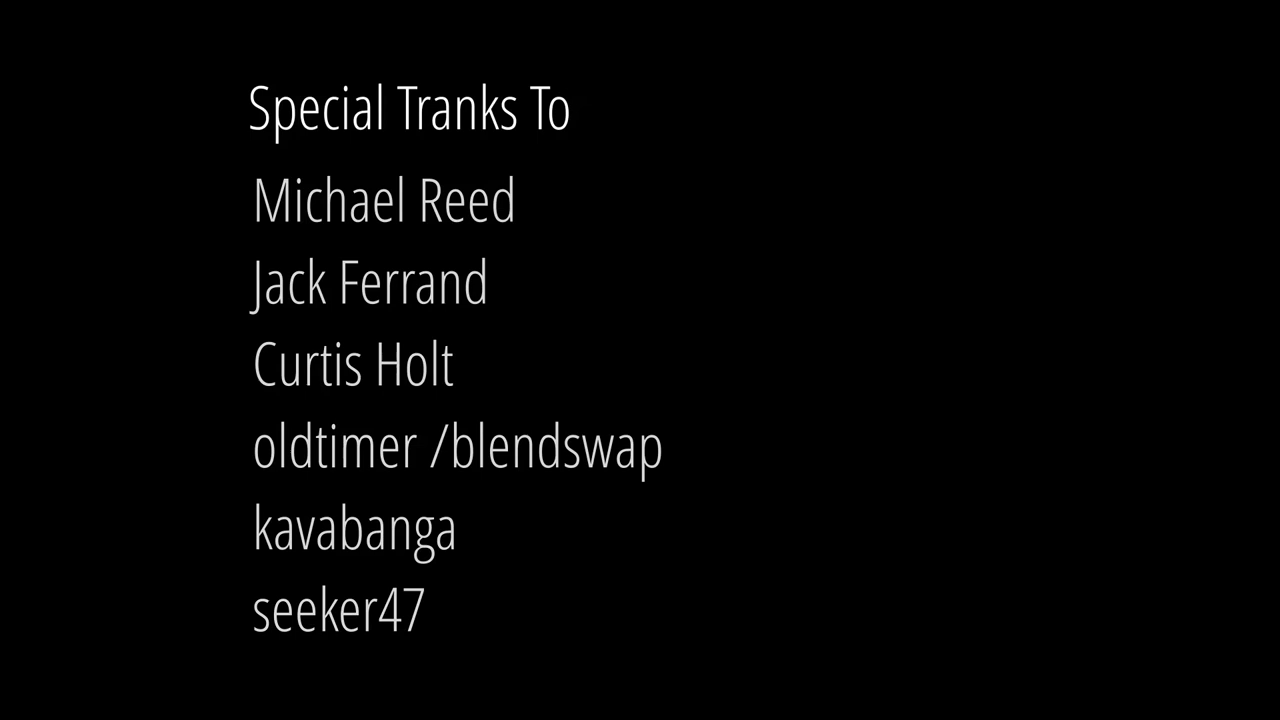 Special Tranks To
Michael Reed
Jack Ferrand
Curtis Holt
oldtimer /blendswap
kavabanga
seeker47